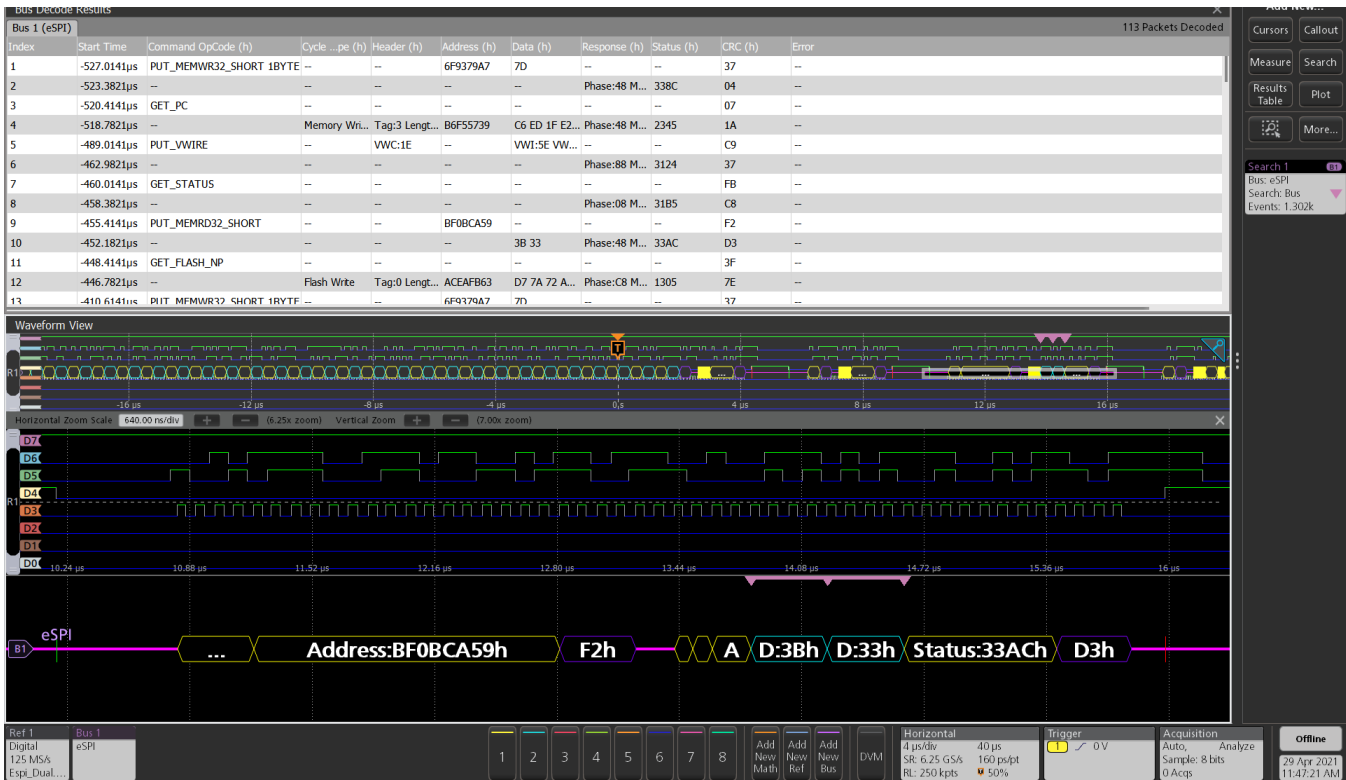 Bus Decode Results
Add New...
Bus 1 (eSPI) 113 Packets Decoded
Index Start Time Command OpCode (h) Cycle ...pe (h) Header (h) Address (h) Data (h) Response (h) Status (h) CRC (h) Error
1 -527.0141µs PUT_MEMWR32_SHORT 1BYTE -- -- 6F9379A7 7D -- -- 37 --
2 -523.3821µs -- -- -- -- -- Phase:48 M... 338C 04 --
3 -520.4141µs GET_PC -- -- -- -- -- -- 07 --
4 -518.7821µs -- Memory Wri... Tag:3 Lengt... B6F55739 C6 ED 1F E2... Phase:48 M... 2345 1A --
5 -489.0141µs PUT_VWIRE -- VWC:1E -- VWI:5E VW... -- -- C9 --
6 -462.9821µs -- -- -- -- -- Phase:88 M... 3124 37 --
7 -460.0141µs GET_STATUS -- -- -- -- -- -- FB --
8 -458.3821µs -- -- -- -- -- Phase:08 M... 31B5 C8 --
9 -455.4141µs PUT_MEMRD32_SHORT -- -- BF0BCA59 -- -- -- F2 --
10 -452.1821µs -- -- -- -- 3B 33 Phase:48 M... 33AC D3 --
11 -448.4141µs GET_FLASH_NP -- -- -- -- -- -- 3F --
12 -446.7821µs -- Flash Write Tag:0 Lengt... ACEAFB63 D7 7A 72 A... Phase:C8 M... 1305 7E --
13 -410.6141µs PUT_MEMWR32_SHORT 1BYTE -- -- 6F9379A7 7D -- -- 37 --
Cursors Callout
Measure Search
Results Table Plot
More...
Search 1 B1
Bus: eSPI
Search: Bus
Events: 1.302k
Waveform View
T
R1
-16 µs -12 µs -8 µs -4 µs 0 s 4 µs 8 µs 12 µs 16 µs
Horizontal Zoom Scale 640.00 ns/div + — (6.25x zoom) Vertical Zoom + — (7.00x zoom)
D7
D6
D5
D4
R1
D3
D2
D1
D0
10.24 µs 10.88 µs 11.52 µs 12.16 µs 12.80 µs 13.44 µs 14.08 µs 14.72 µs 15.36 µs 16 µs
eSPI
B1 ... Address:BF0BCA59h F2h A D:3Bh D:33h Status:33ACh D3h
Ref 1
Digital
125 MS/s
Espi_Dual....
Bus 1
eSPI
1 2 3 4 5 6 7 8
Add New Math
Add New Ref
Add New Bus
DVM
Horizontal
4 µs/div 40 µs
SR: 6.25 GS/s 160 ps/pt
RL: 250 kpts 50%
Trigger
1 0 V
Acquisition
Auto, Analyze
Sample: 8 bits
0 Acqs
Offline
29 Apr 2021
11:47:21 AM